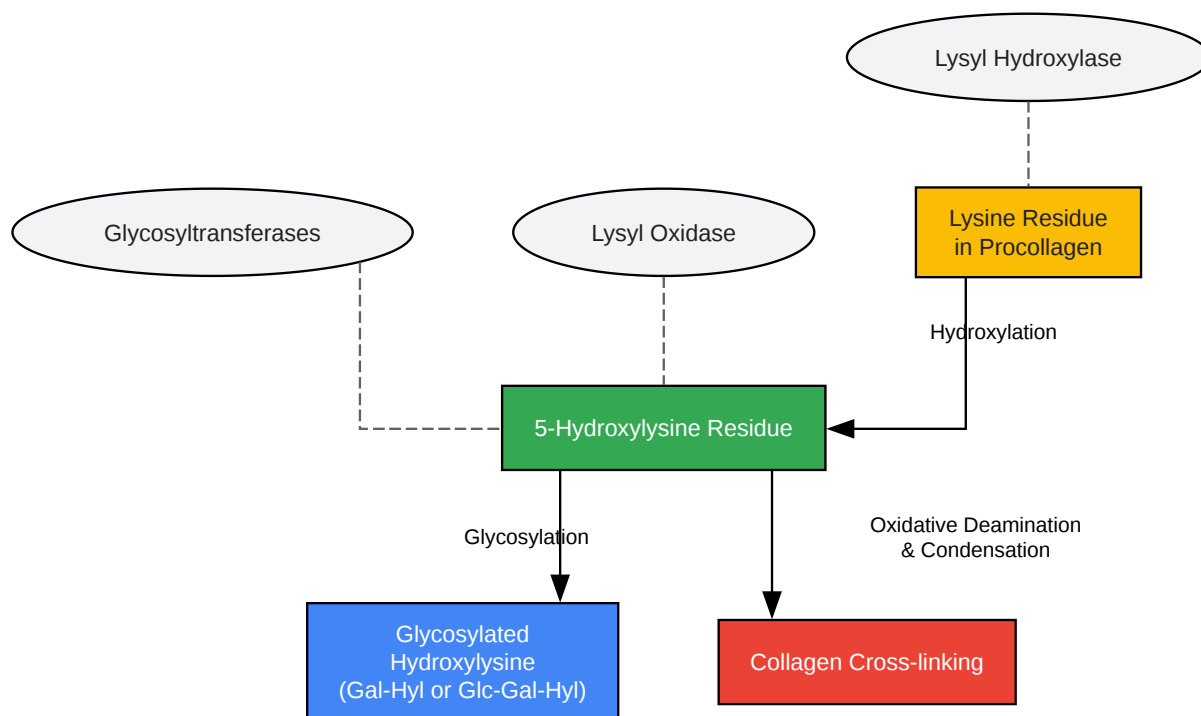 Lysyl Hydroxylase
Glycosyltransferases
Lysyl Oxidase
Lysine Residue
in Procollagen
Hydroxylation
5-Hydroxylysine Residue
Glycosylation
Oxidative Deamination
& Condensation
Glycosylated
Hydroxylysine
(Gal-Hyl or Glc-Gal-Hyl)
Collagen Cross-linking